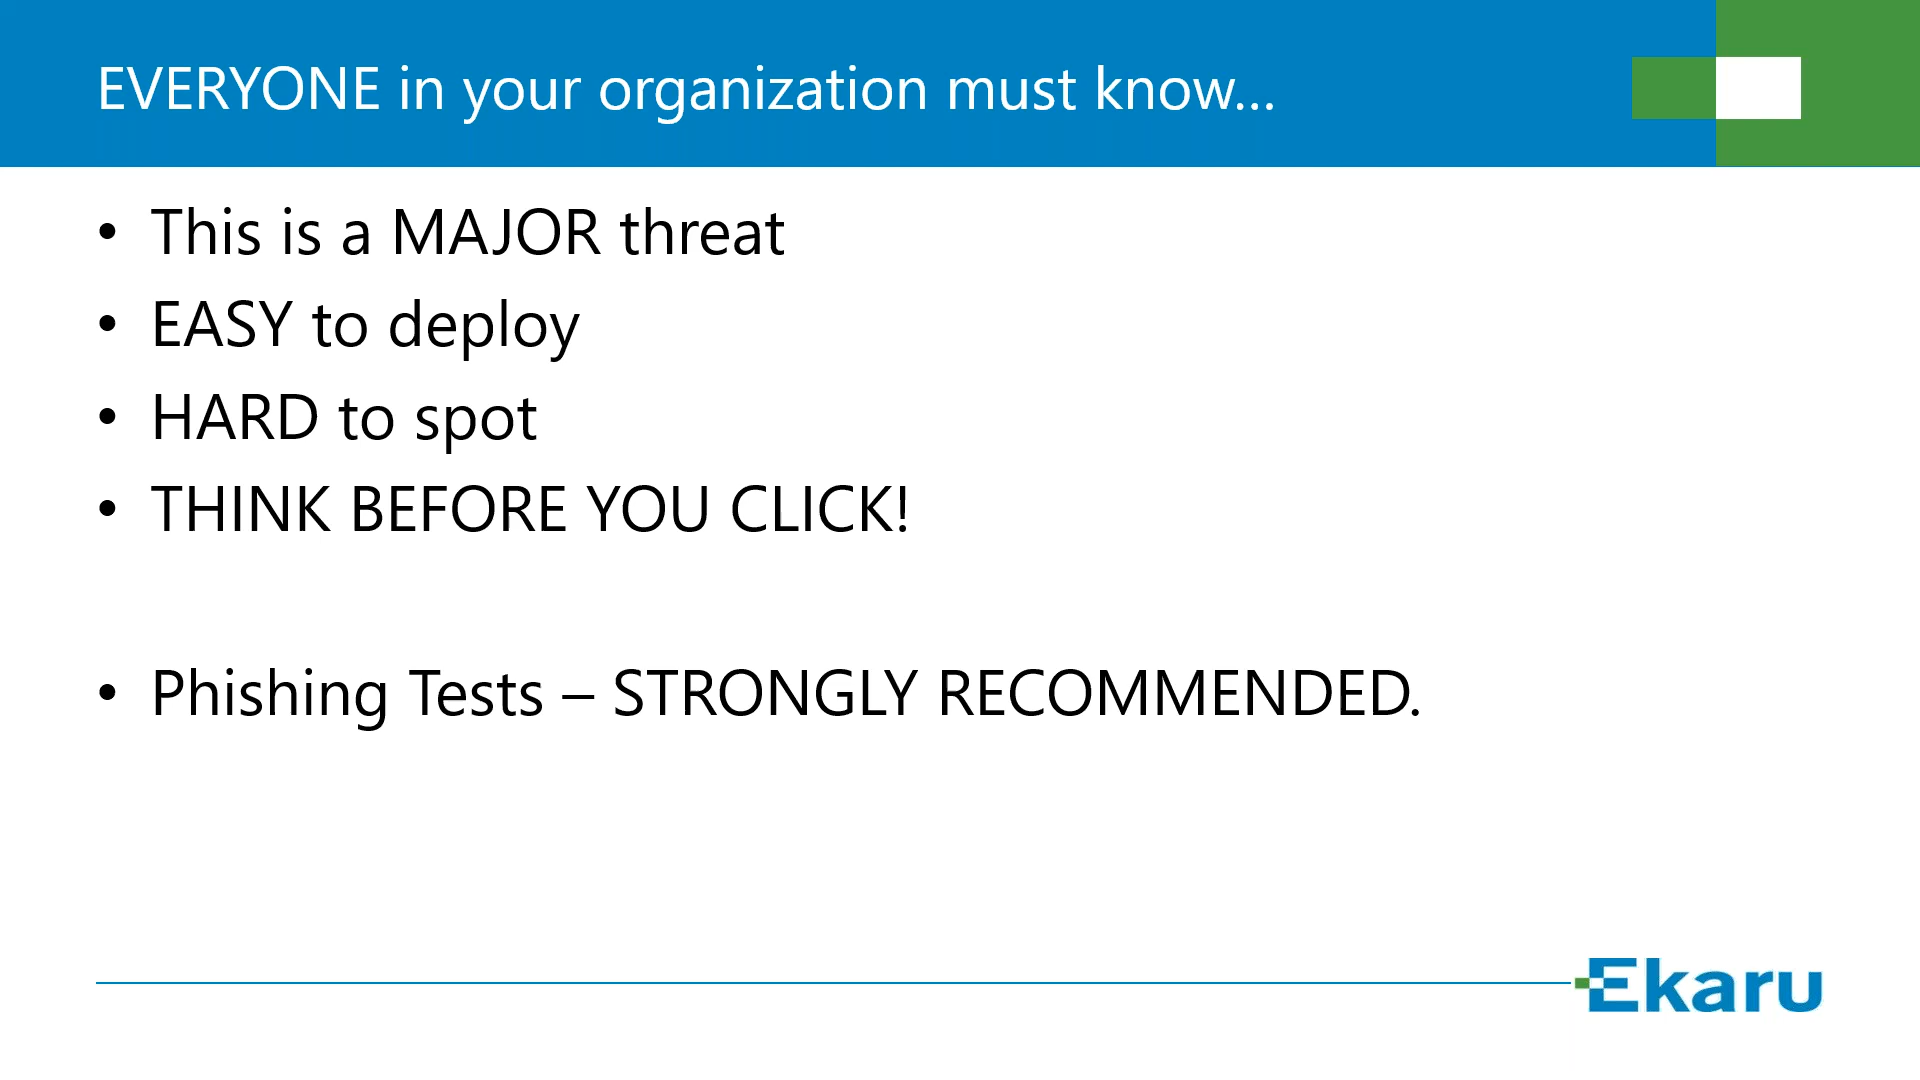 EVERYONE in your organization must know...
• This is a MAJOR threat
• EASY to deploy
• HARD to spot
• THINK BEFORE YOU CLICK!
• Phishing Tests – STRONGLY RECOMMENDED.
Ekaru